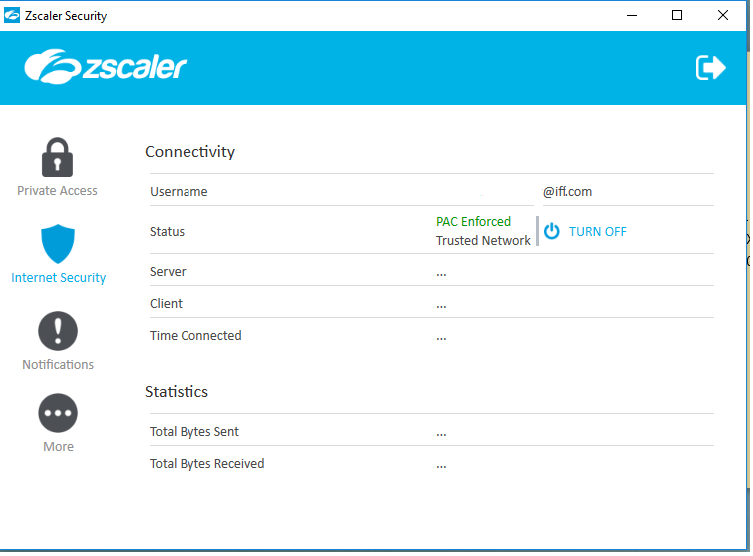 Zscaler Security
zscaler
Private Access
Internet Security
Notifications
More
Connectivity
Username @iff.com
Status PAC Enforced
Trusted Network TURN OFF
Server ...
Client ...
Time Connected ...
Statistics
Total Bytes Sent ...
Total Bytes Received ...